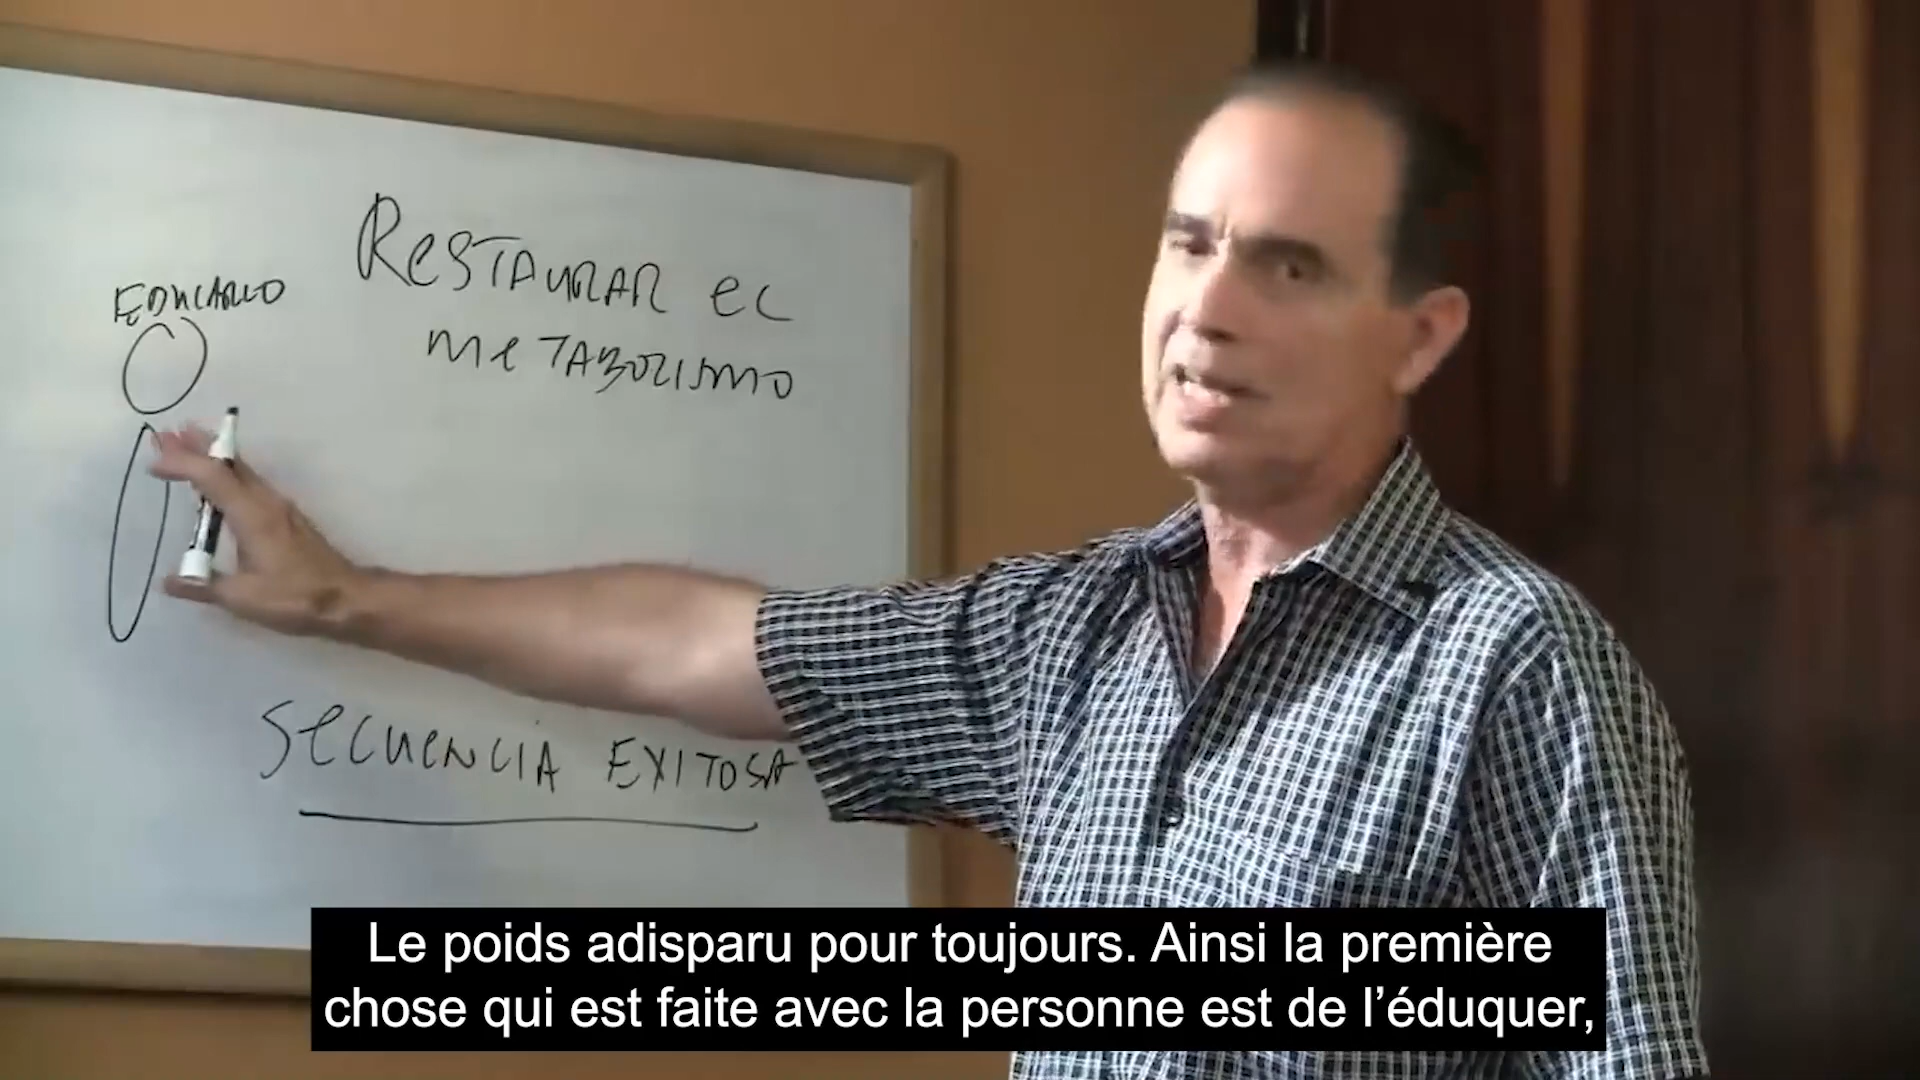 EDUCARLO
RESTAURAR EL
METABOLISMO
SECUENCIA EXITOSA
Le poids adisparu pour toujours. Ainsi la première
chose qui est faite avec la personne est de l’éduquer,